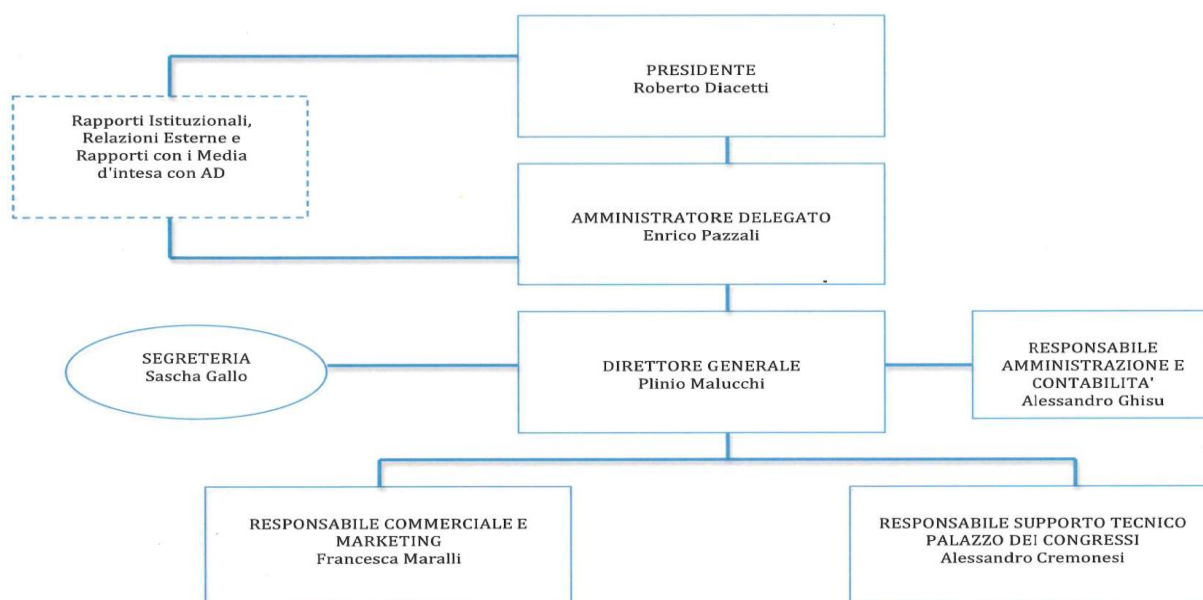 PRESIDENTE
Roberto Diacetti
Rapporti Istituzionali,
Relazioni Esterne e
Rapporti con i Media
d'intesa con AD
AMMINISTRATORE DELEGATO
Enrico Pazzali
SEGRETERIA
Sascha Gallo
DIRETTORE GENERALE
Plinio Malucchi
RESPONSABILE
AMMINISTRAZIONE E
CONTABILITA'
Alessandro Ghisu
RESPONSABILE COMMERCIALE E
MARKETING
Francesca Maralli
RESPONSABILE SUPPORTO TECNICO
PALAZZO DEI CONGRESSI
Alessandro Cremonesi